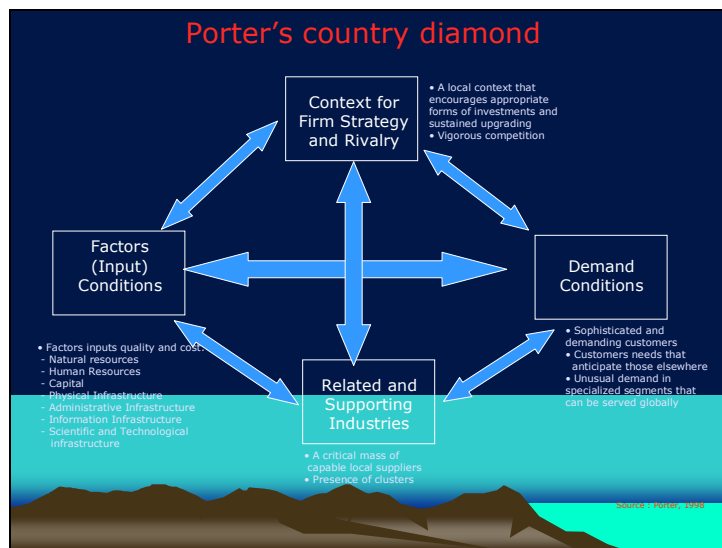 Porter's country diamond
Context for
Firm Strategy
and Rivalry
• A local context that
encourages appropriate
forms of investments and
sustained upgrading
• Vigorous competition
Factors
(Input)
Conditions
Demand
Conditions
• Factors inputs quality and cost:
- Natural resources
- Human Resources
- Capital
- Physical Infrastructure
- Administrative Infrastructure
- Information Infrastructure
- Scientific and Technological
infrastructure
Related and
Supporting
Industries
• Sophisticated and
demanding customers
• Customers needs that
anticipate those elsewhere
• Unusual demand in
specialized segments that
can be served globally
• A critical mass of
capable local suppliers
• Presence of clusters
Source : Porter, 1998